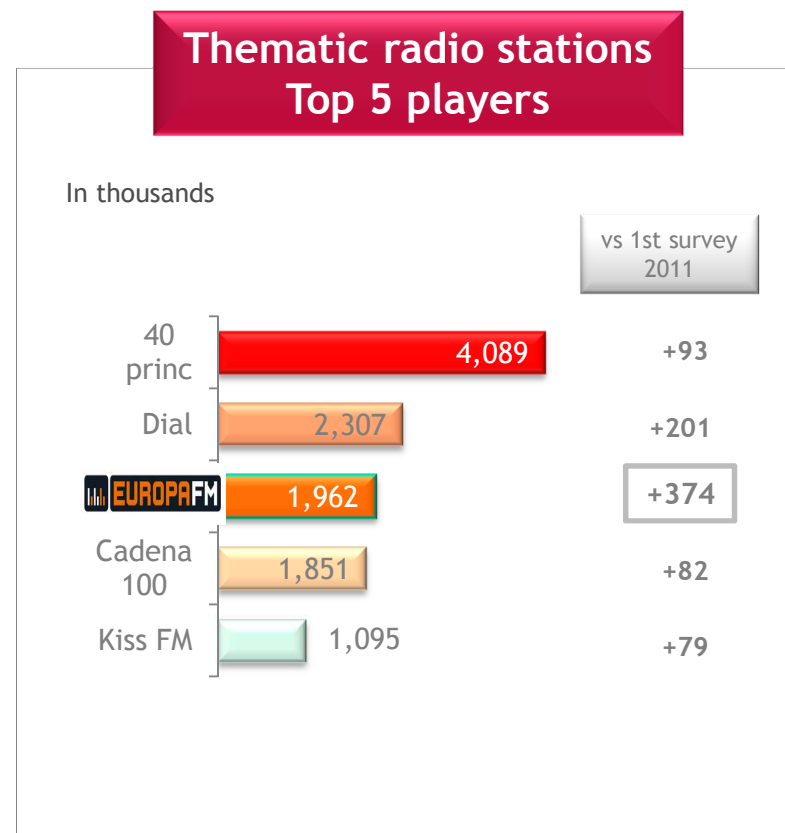 Thematic radio stations
Top 5 players
In thousands
vs 1st survey
2011
40
princ
4,089
+93
Dial
2,307
+201
EUROPAFM
1,962
+374
Cadena
100
1,851
+82
Kiss FM
1,095
+79